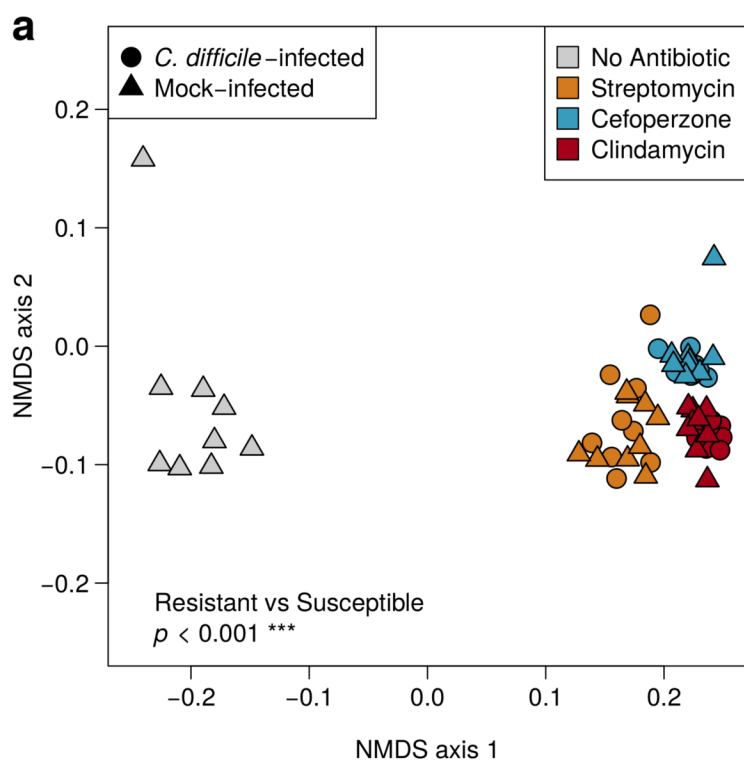 a
C. difficile−infected
Mock−infected
No Antibiotic
Streptomycin
Cefoperzone
Clindamycin
NMDS axis 2
0.2
0.1
0.0
−0.1
−0.2
Resistant vs Susceptible
p < 0.001 ***
−0.2 −0.1 0.0 0.1 0.2
NMDS axis 1